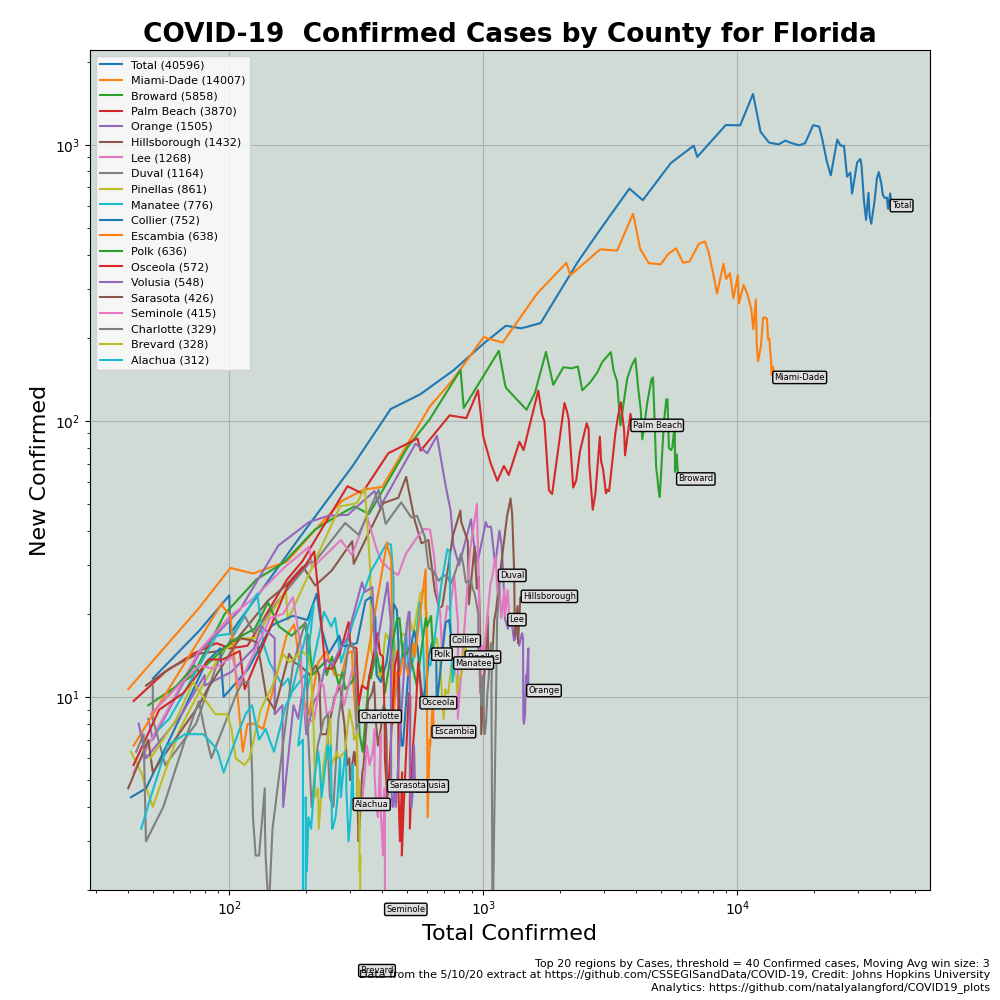 COVID-19  Confirmed Cases by County for Florida
Total (40596)
Miami-Dade (14007)
Broward (5858)
Palm Beach (3870)
Orange (1505)
Hillsborough (1432)
Lee (1268)
Duval (1164)
Pinellas (861)
Manatee (776)
Collier (752)
Escambia (638)
Polk (636)
Osceola (572)
Volusia (548)
Sarasota (426)
Seminole (415)
Charlotte (329)
Brevard (328)
Alachua (312)
New Confirmed
10³
10²
10¹
Total
Miami-Dade
Palm Beach
Broward
Duval
Hillsborough
Lee
Collier
Polk
Manatee
Orange
Osceola
Charlotte
Escambia
Sarasota
Alachua
Seminole
10² 10³ 10⁴
Total Confirmed
Top 20 regions by Cases, threshold = 40 Confirmed cases, Moving Avg win size: 3
Brevard
Data from the 5/10/20 extract at https://github.com/CSSEGISandData/COVID-19, Credit: Johns Hopkins University
Analytics: https://github.com/natalyalangford/COVID19_plots